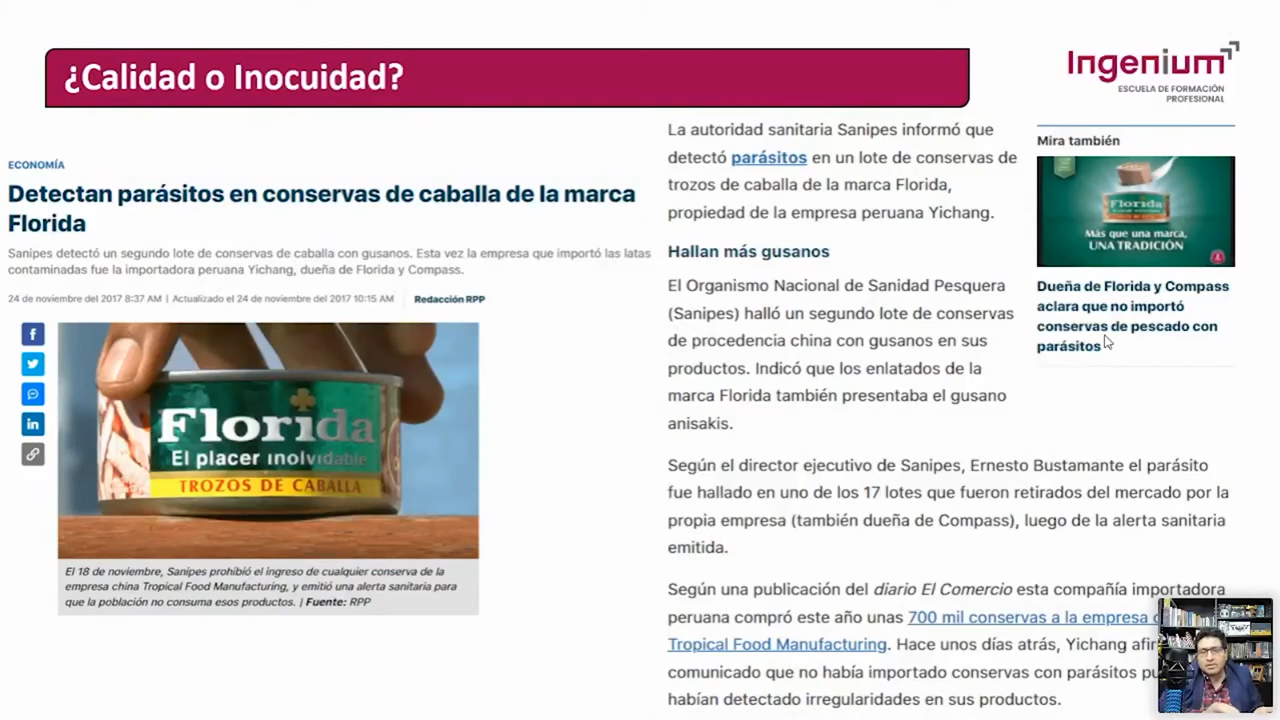 ¿Calidad o Inocuidad?
Ingenium
ESCUELA DE FORMACIÓN
PROFESIONAL
ECONOMÍA
Detectan parásitos en conservas de caballa de la marca
Florida
Sanipes detectó un segundo lote de conservas de caballa con gusanos. Esta vez la empresa que importó las latas
contaminadas fue la importadora peruana Yichang, dueña de Florida y Compass.
24 de noviembre del 2017 8:37 AM | Actualizado el 24 de noviembre del 2017 10:15 AM Redacción RPP
Florida
El placer inolvidable
TROZOS DE CABALLA
El 18 de noviembre, Sanipes prohibió el ingreso de cualquier conserva de la
empresa china Tropical Food Manufacturing, y emitió una alerta sanitaria para
que la población no consuma esos productos. | Fuente: RPP
La autoridad sanitaria Sanipes informó que
detectó parásitos en un lote de conservas de
trozos de caballa de la marca Florida,
propiedad de la empresa peruana Yichang.
Hallan más gusanos
El Organismo Nacional de Sanidad Pesquera
(Sanipes) halló un segundo lote de conservas
de procedencia china con gusanos en sus
productos. Indicó que los enlatados de la
marca Florida también presentaba el gusano
anisakis.
Según el director ejecutivo de Sanipes, Ernesto Bustamante el parásito
fue hallado en uno de los 17 lotes que fueron retirados del mercado por la
propia empresa (también dueña de Compass), luego de la alerta sanitaria
emitida.
Según una publicación del diario El Comercio esta compañía importadora
peruana compró este año unas 700 mil conservas a la empresa
Tropical Food Manufacturing. Hace unos días atrás, Yichang
comunicado que no había importado conservas con parásitos
habían detectado irregularidades en sus productos.
Mira también
Florida
Más que una marca,
UNA TRADICIÓN
Dueña de Florida y Compass
aclara que no importó
conservas de pescado con
parásitos